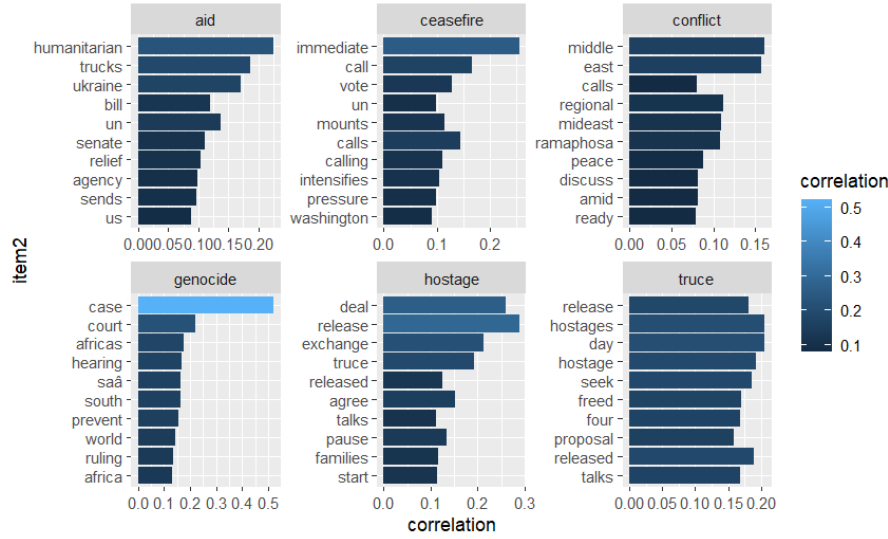 aid
humanitarian
trucks
ukraine
bill
un
senate
relief
agency
sends
us
0.000.050.100.150.20
ceasefire
immediate
call
vote
un
mounts
calls
calling
intensifies
pressure
washington
0.0 0.1 0.2
conflict
middle
east
calls
regional
mideast
ramaphosa
peace
discuss
amid
ready
0.00 0.05 0.10 0.15
item2
genocide
case
court
africas
hearing
saâ
south
prevent
world
ruling
africa
0.0 0.1 0.2 0.3 0.4 0.5
hostage
deal
release
exchange
truce
released
agree
talks
pause
families
start
0.0 0.1 0.2 0.3
truce
release
hostages
day
hostage
seek
freed
four
proposal
released
talks
0.00 0.05 0.10 0.15 0.20
correlation
correlation
0.5
0.4
0.3
0.2
0.1